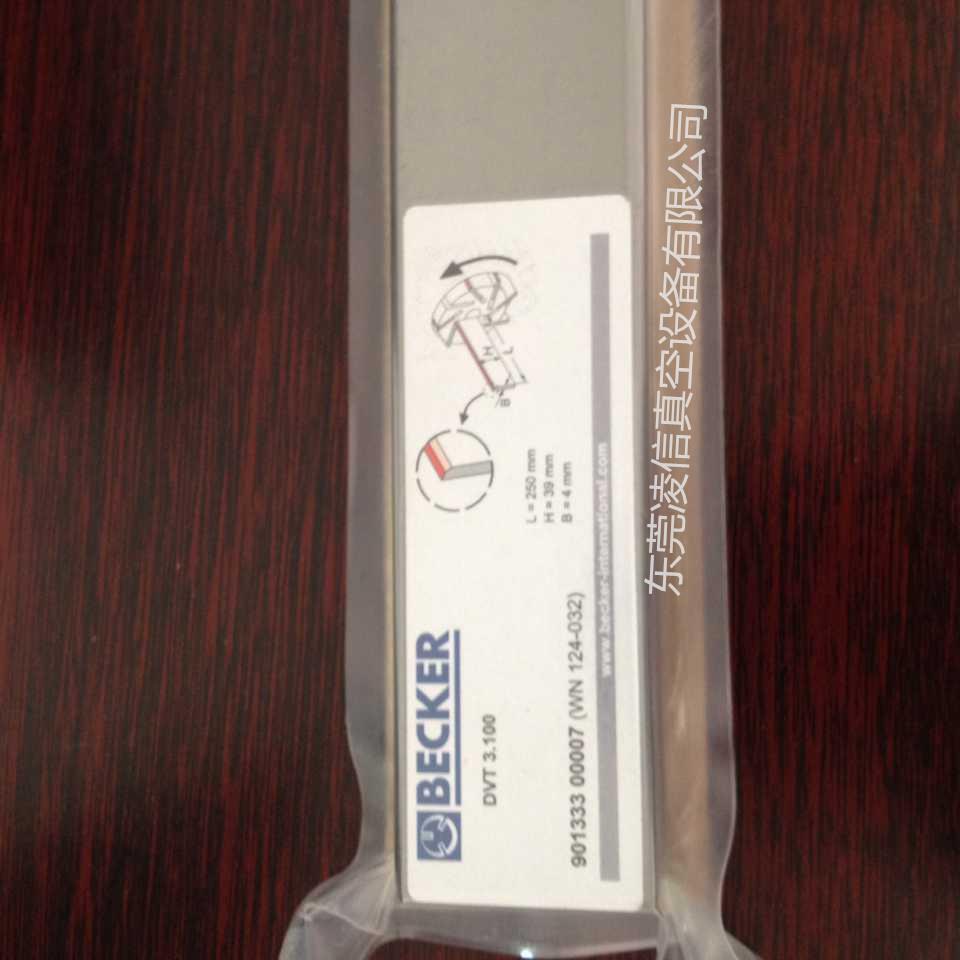 BECKER
DVT 3.100
L = 250 mm
H = 39 mm
B = 4 mm
B
H
L
901333 00007 (WN 124-032)
www.becker-international.com
东莞凌信真空设备有限公司